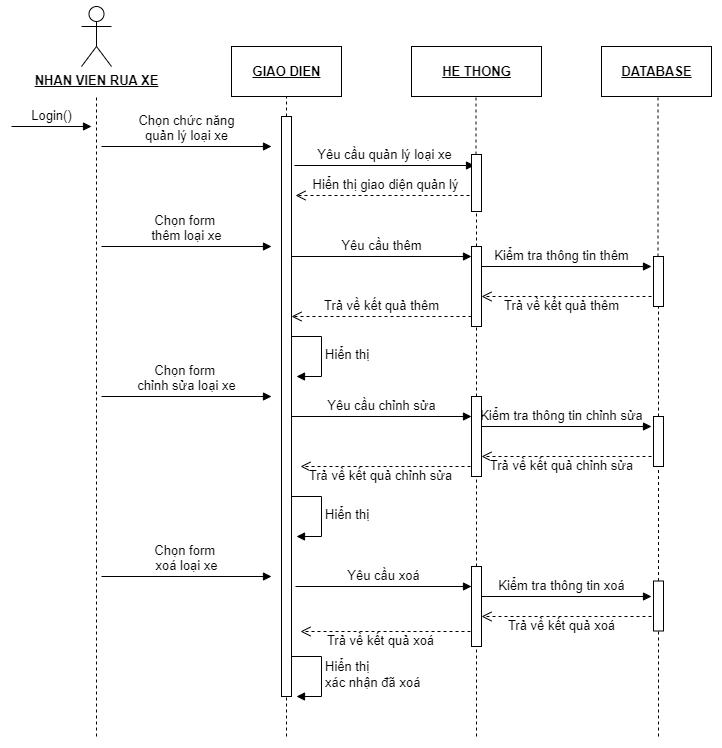 NHAN VIEN RUA XE
GIAO DIEN
HE THONG
DATABASE
Login()
Chọn chức năng
quản lý loại xe
Yêu cầu quản lý loại xe
Hiển thị giao diện quản lý
Chọn form
thêm loại xe
Yêu cầu thêm
Kiểm tra thông tin thêm
Trả về kết quả thêm
Trả về kết quả thêm
Hiển thị
Chọn form
chỉnh sửa loại xe
Yêu cầu chỉnh sửa
Kiểm tra thông tin chỉnh sửa
Trả về kết quả chỉnh sửa
Trả về kết quả chỉnh sửa
Hiển thị
Chọn form
xoá loại xe
Yêu cầu xoá
Kiểm tra thông tin xoá
Trả về kết quả xoá
Trả về kết quả xoá
Hiển thị
xác nhận đã xoá